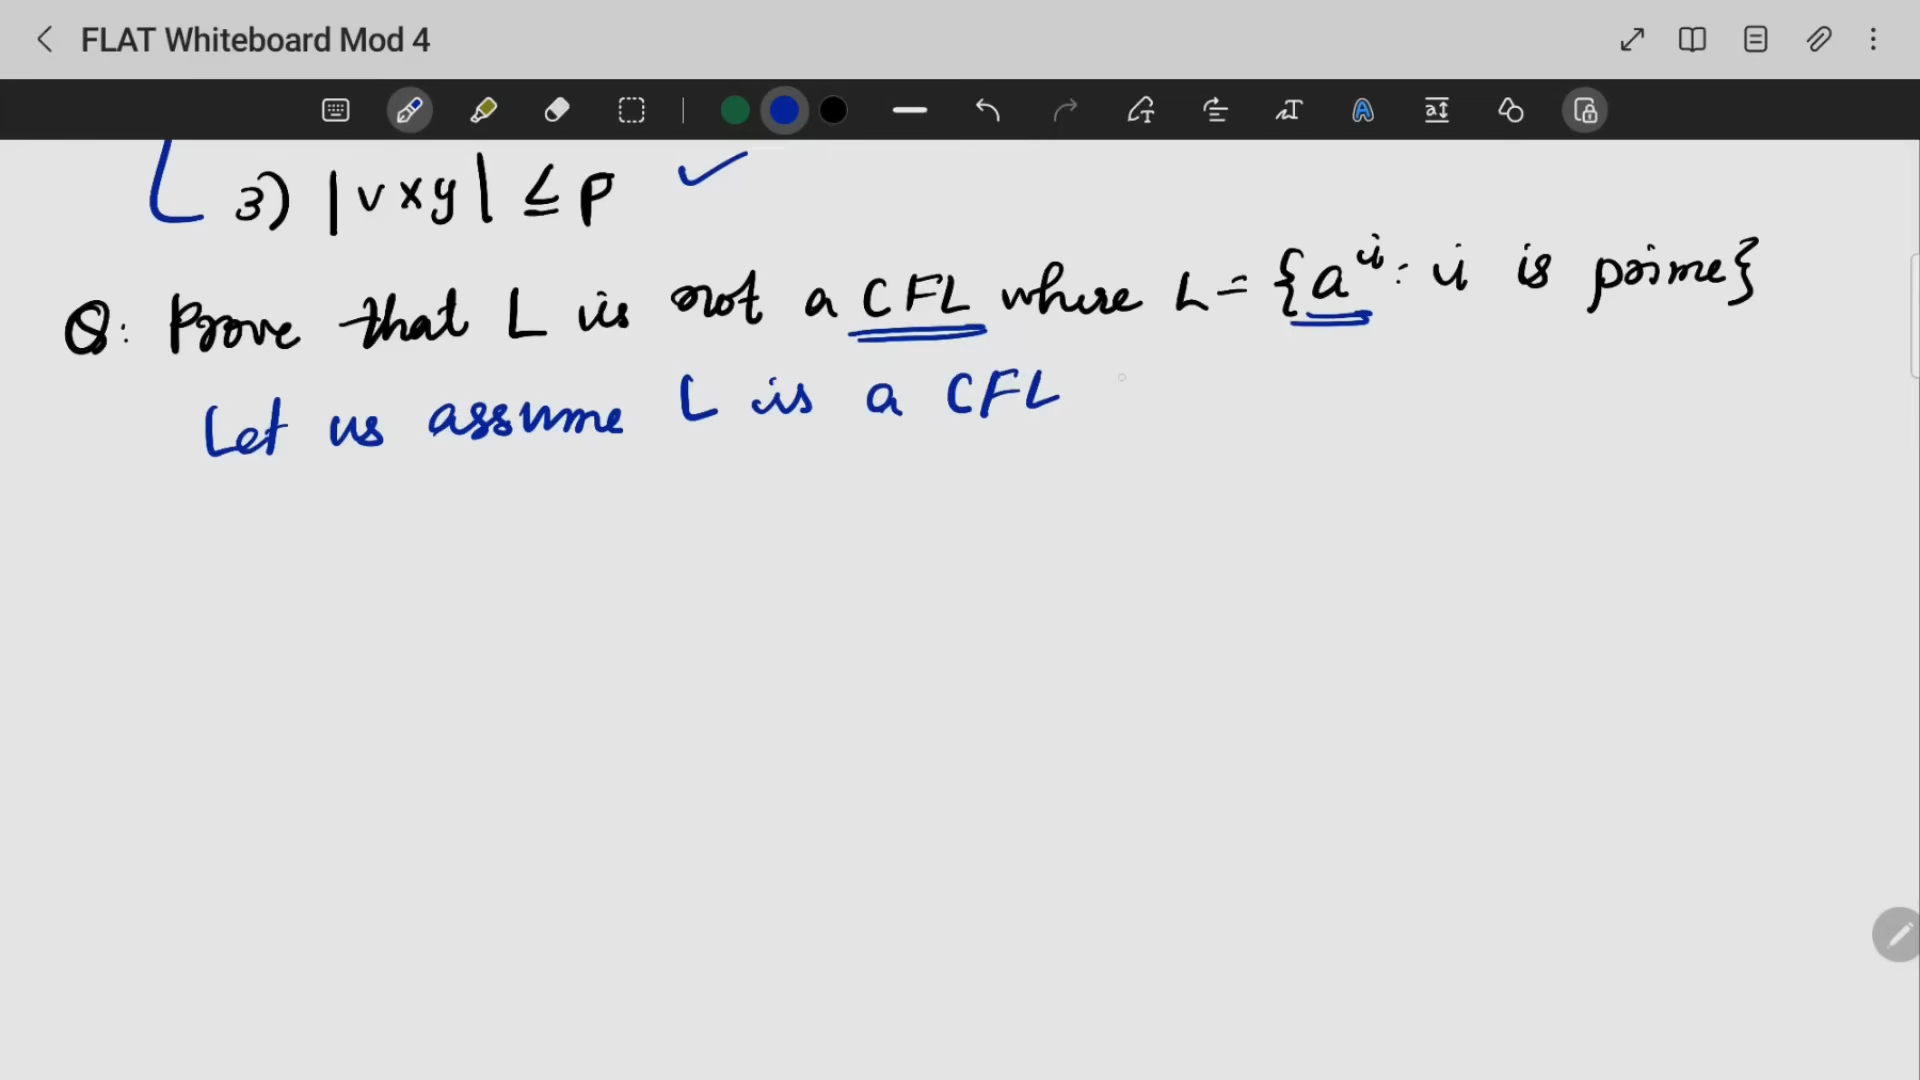 FLAT Whiteboard Mod 4
3) |vxy| ≤ p ✓
Q: Prove that L is not a CFL where L = {a^i : i is prime}
Let us assume L is a CFL